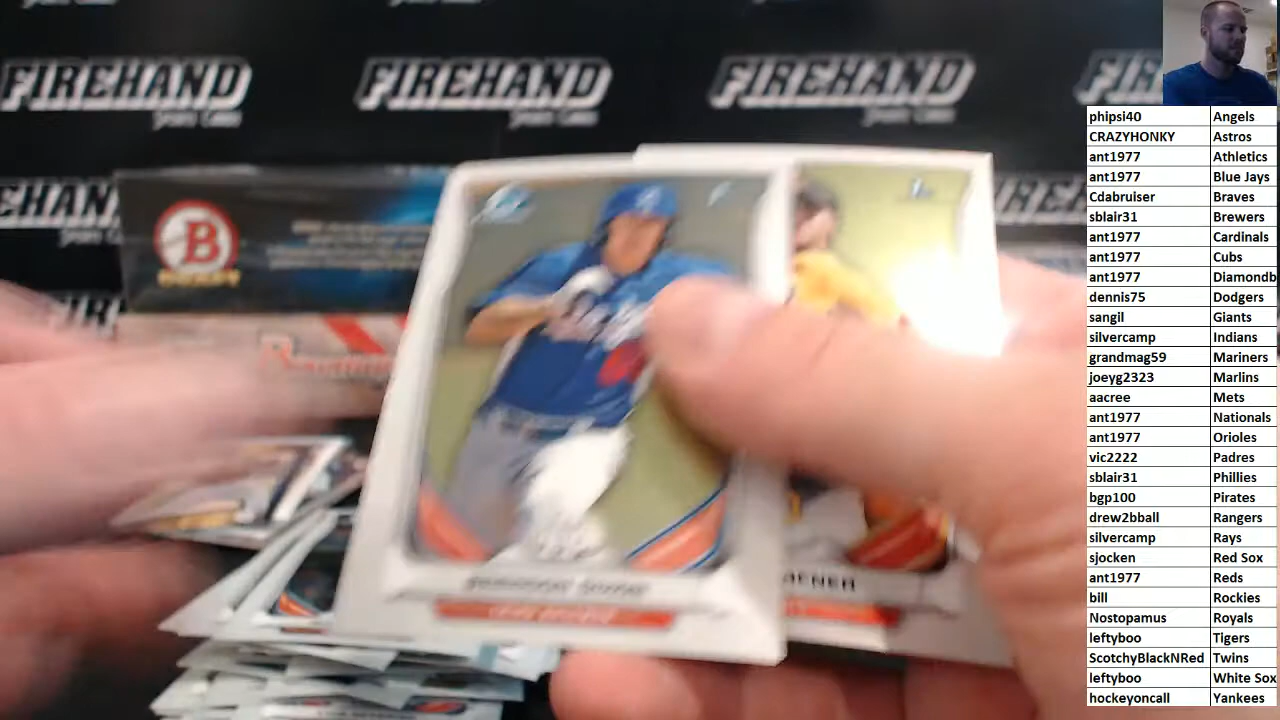 FIREHAND
FIREHAND
FIREHAND
B
phipsi40 Angels
CRAZYHONKY Astros
ant1977 Athletics
ant1977 Blue Jays
Cdabruiser Braves
sblair31 Brewers
ant1977 Cardinals
ant1977 Cubs
ant1977 Diamondb
dennis75 Dodgers
sangil Giants
silvercamp Indians
grandmag59 Mariners
joeyg2323 Marlins
aacree Mets
ant1977 Nationals
ant1977 Orioles
vic2222 Padres
sblair31 Phillies
bgp100 Pirates
drew2bball Rangers
silvercamp Rays
sjocken Red Sox
ant1977 Reds
bill Rockies
Nostopamus Royals
leftyboo Tigers
ScotchyBlackNRed Twins
leftyboo White Sox
hockeyoncall Yankees